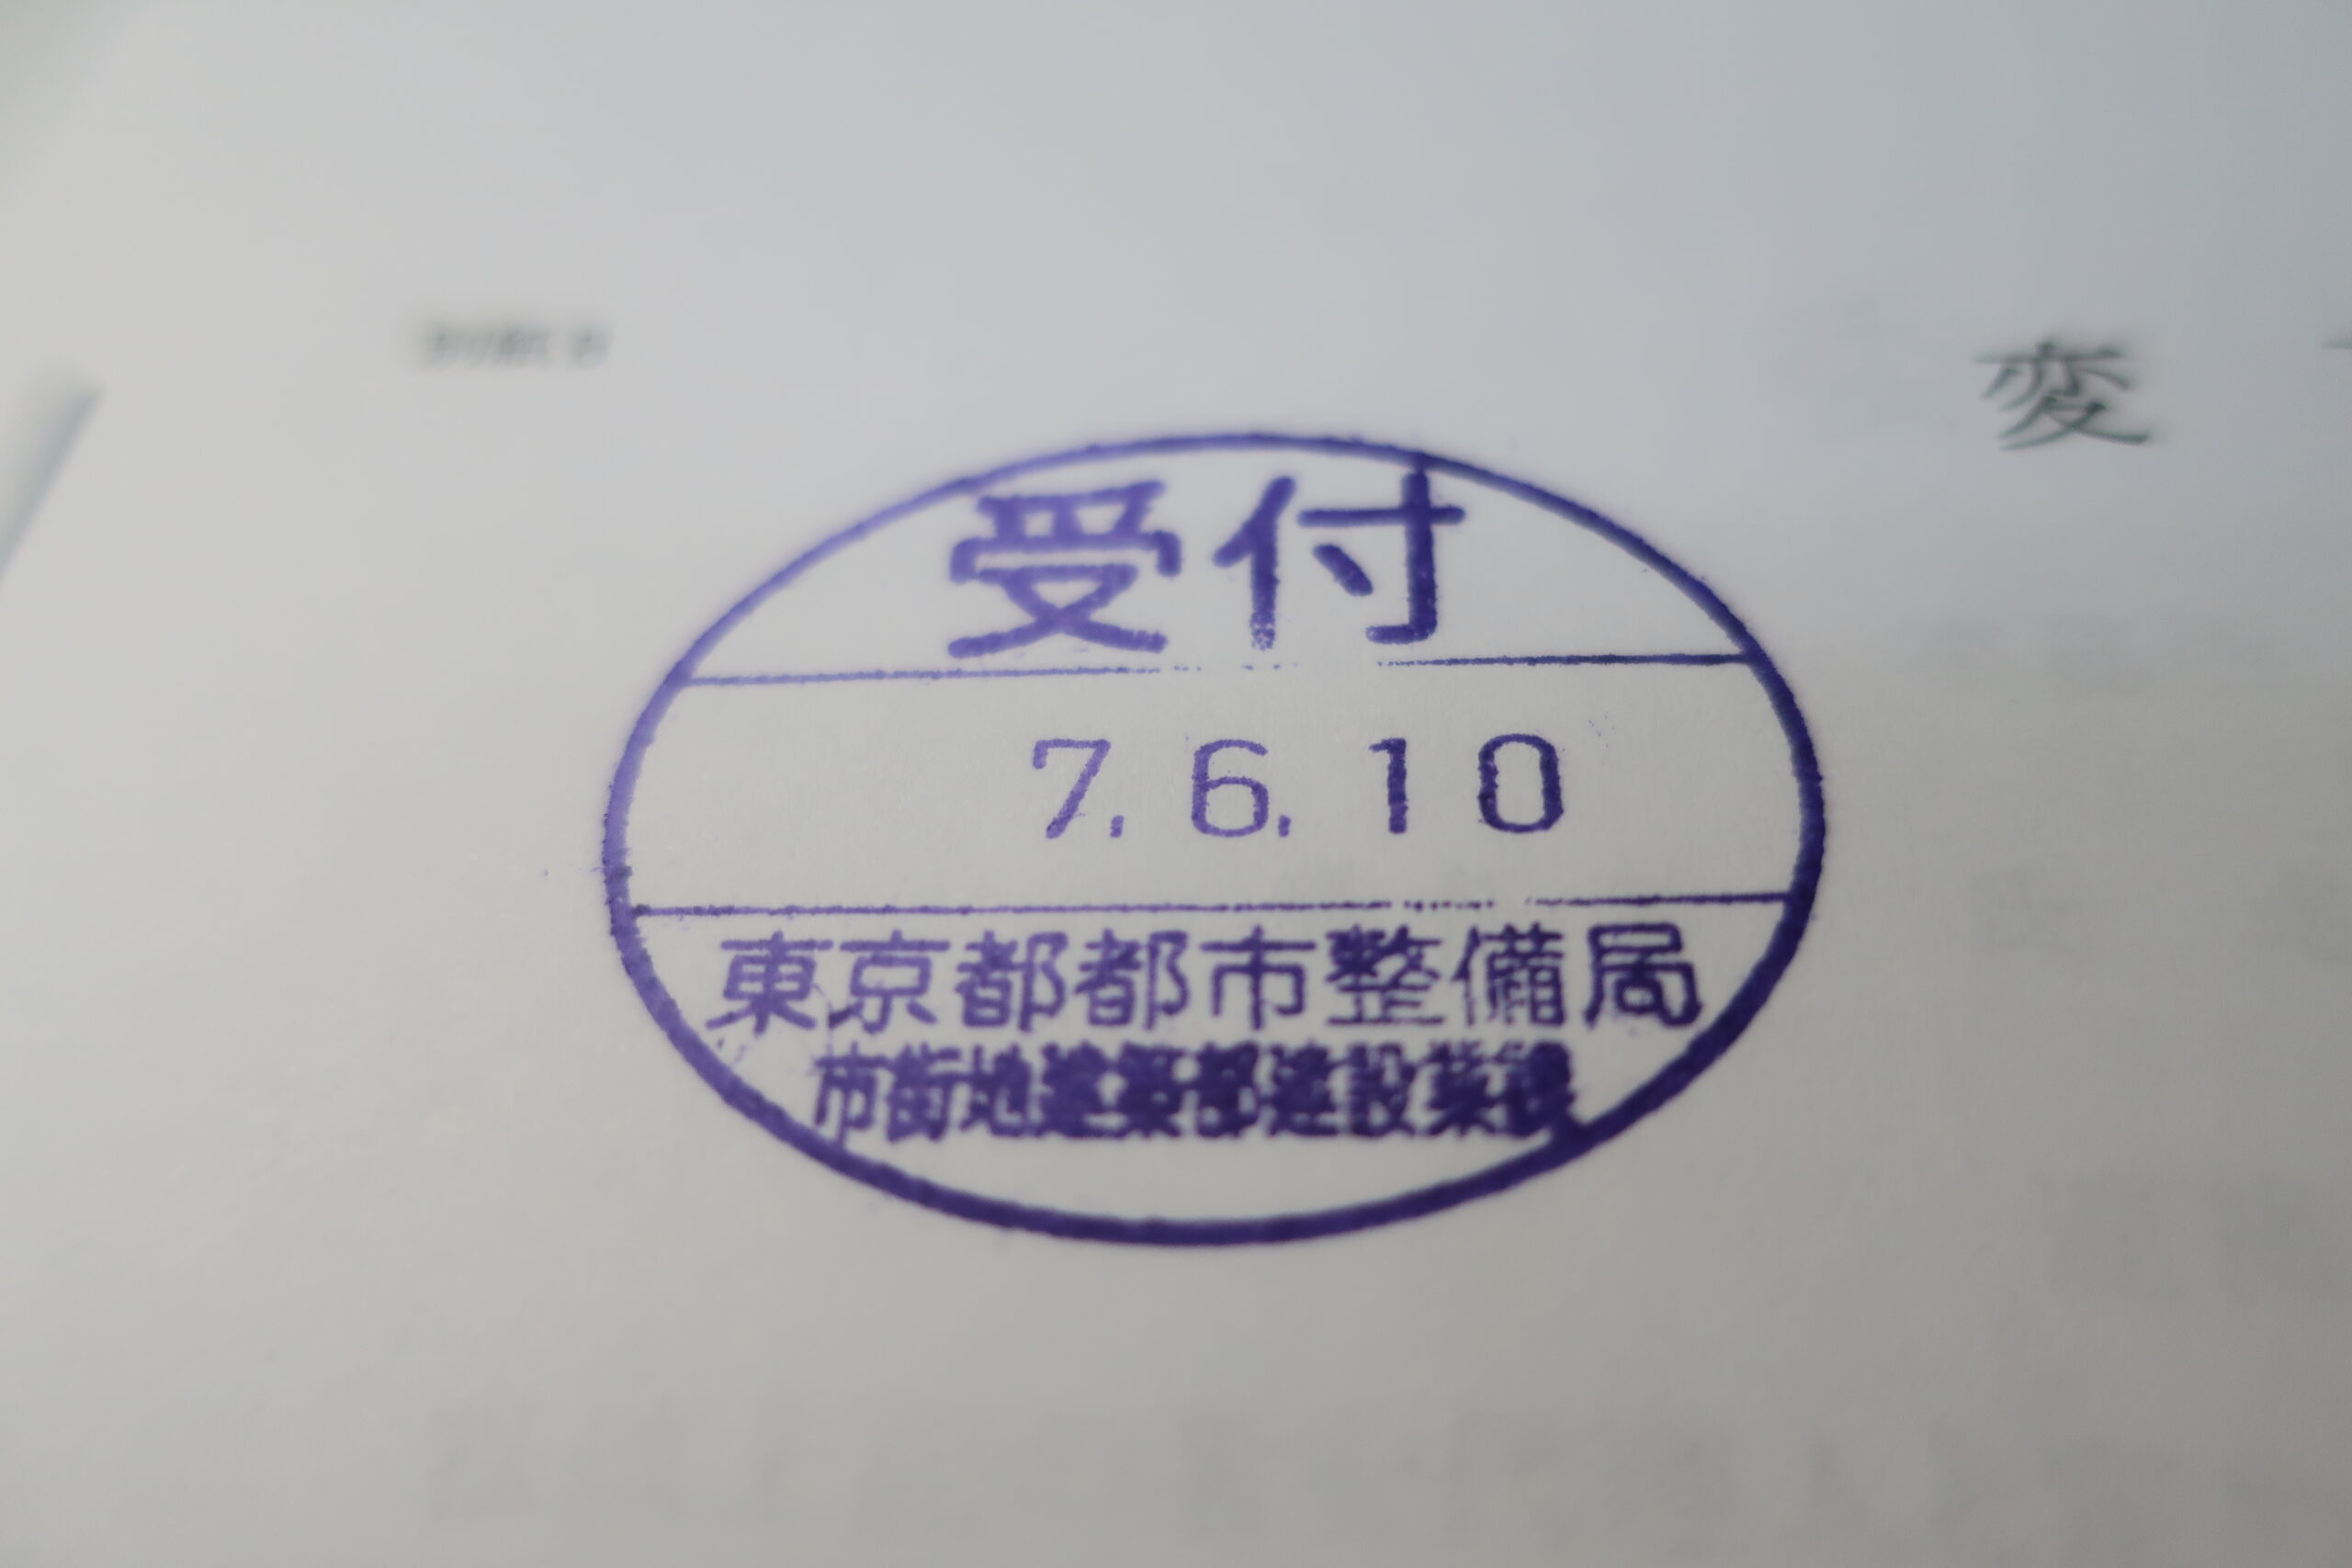 変
受付
7. 6. 10
東京都都市整備局
市街地建築部建設業課